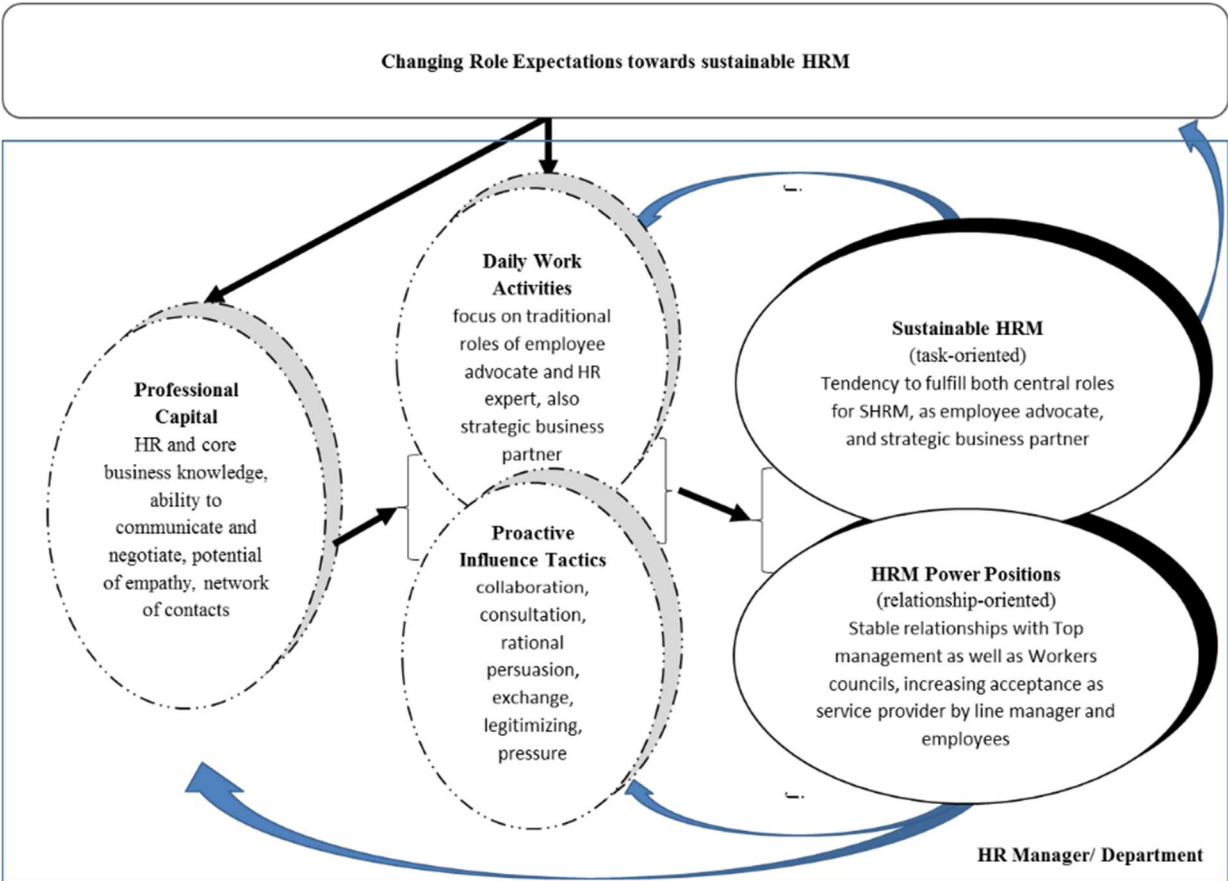 Changing Role Expectations towards sustainable HRM
Professional
Capital
HR and core
business knowledge,
ability to
communicate and
negotiate, potential
of empathy, network
of contacts
Daily Work
Activities
focus on traditional
roles of employee
advocate and HR
expert, also
strategic business
partner
Proactive
Influence Tactics
collaboration,
consultation,
rational
persuasion,
exchange,
legitimizing,
pressure
Sustainable HRM
(task-oriented)
Tendency to fulfill both central roles
for SHRM, as employee advocate,
and strategic business partner
HRM Power Positions
(relationship-oriented)
Stable relationships with Top
management as well as Workers
councils, increasing acceptance as
service provider by line manager and
employees
HR Manager/ Department